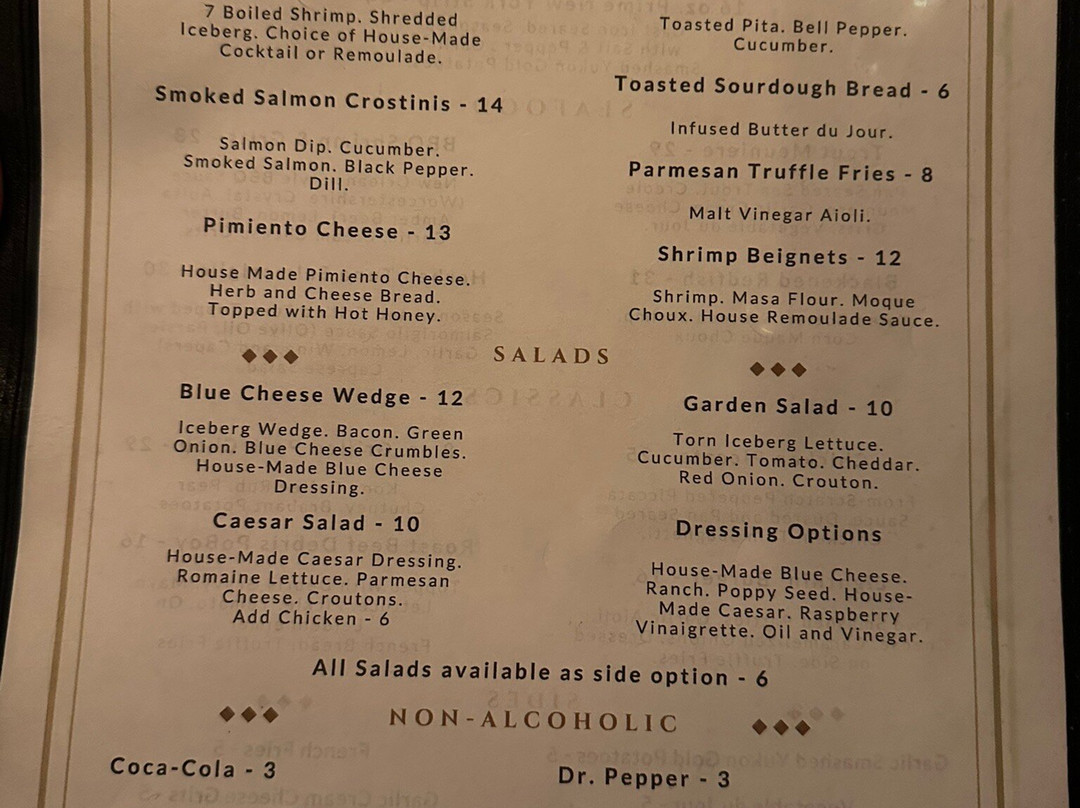 7 Boiled Shrimp. Shredded
Iceberg. Choice of House-Made
Cocktail or Remoulade.
Smoked Salmon Crostinis - 14
Salmon Dip. Cucumber.
Smoked Salmon. Black Pepper.
Dill.
Pimiento Cheese - 13
House Made Pimiento Cheese.
Herb and Cheese Bread.
Topped with Hot Honey.
Toasted Pita. Bell Pepper.
Cucumber.
Toasted Sourdough Bread - 6
Infused Butter du Jour.
Parmesan Truffle Fries - 8
Malt Vinegar Aioli.
Shrimp Beignets - 12
Shrimp. Masa Flour. Moque
Choux. House Remoulade Sauce.
SALADS
Blue Cheese Wedge - 12
Iceberg Wedge. Bacon. Green
Onion. Blue Cheese Crumbles.
House-Made Blue Cheese
Dressing.
Caesar Salad - 10
House-Made Caesar Dressing.
Romaine Lettuce. Parmesan
Cheese. Croutons.
Add Chicken - 6
Garden Salad - 10
Torn Iceberg Lettuce.
Cucumber. Tomato. Cheddar.
Red Onion. Crouton.
Dressing Options
House-Made Blue Cheese.
Ranch. Poppy Seed. House-
Made Caesar. Raspberry
Vinaigrette. Oil and Vinegar.
All Salads available as side option - 6
NON-ALCOHOLIC
Coca-Cola - 3
Dr. Pepper - 3